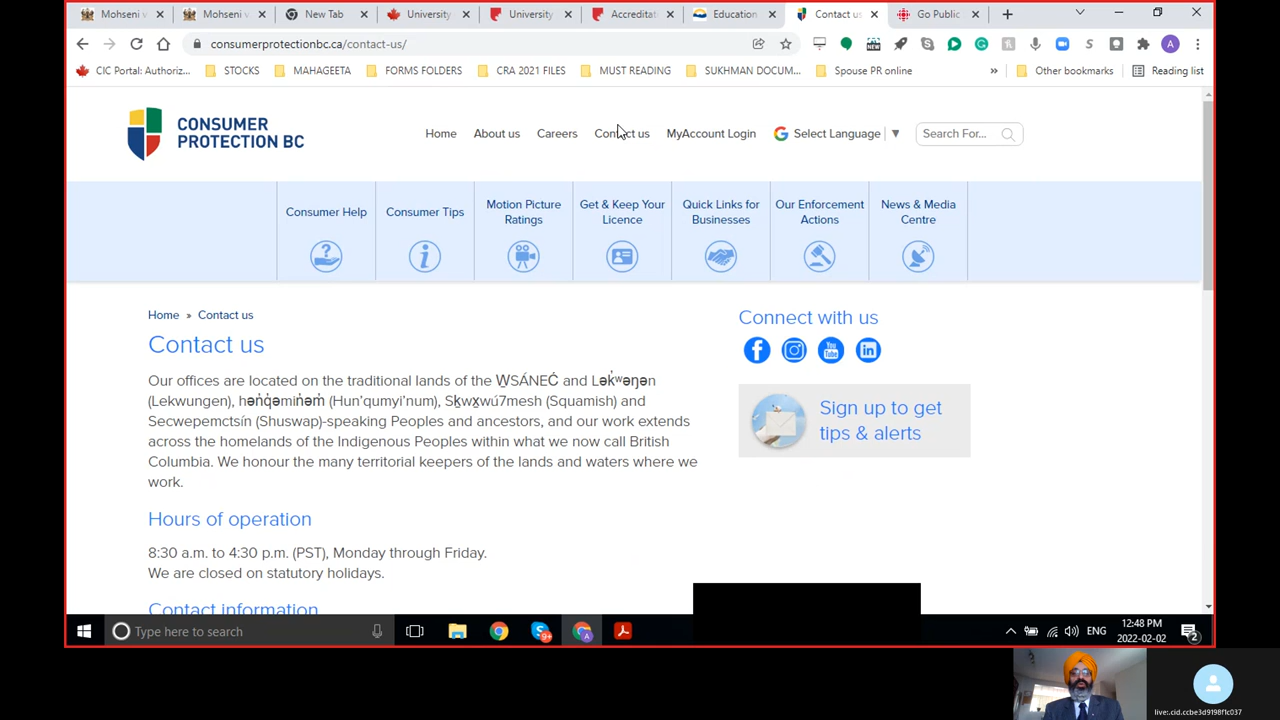 Mohseni v
Mohseni v
New Tab
University
University
Accreditat
Education
Contact us
Go Public
consumerprotectionbc.ca/contact-us/
CIC Portal: Authoriz...
STOCKS
MAHAGEETA
FORMS FOLDERS
CRA 2021 FILES
MUST READING
SUKHMAN DOCUM...
Spouse PR online
»
Other bookmarks
Reading list
CONSUMER
PROTECTION BC
Home
About us
Careers
Contact us
MyAccount Login
Select Language
Search For...
Consumer Help
Consumer Tips
Motion Picture
Ratings
Get & Keep Your
Licence
Quick Links for
Businesses
Our Enforcement
Actions
News & Media
Centre
Home » Contact us
Contact us
Our offices are located on the traditional lands of the W̱SÁNEĆ and Lək̓ʷəŋən
(Lekwungen), hən̓q̓əmin̓əm̓ (Hun'qumyi'num), Sḵwx̱wú7mesh (Squamish) and
Secwepemctsín (Shuswap)-speaking Peoples and ancestors, and our work extends
across the homelands of the Indigenous Peoples within what we now call British
Columbia. We honour the many territorial keepers of the lands and waters where we
work.
Hours of operation
8:30 a.m. to 4:30 p.m. (PST), Monday through Friday.
We are closed on statutory holidays.
Contact information
Connect with us
You
Tube
Sign up to get
tips & alerts
Type here to search
9+
A
ENG
12:48 PM
2022-02-02
2
live:.cid.ccbe3d9198f1c037